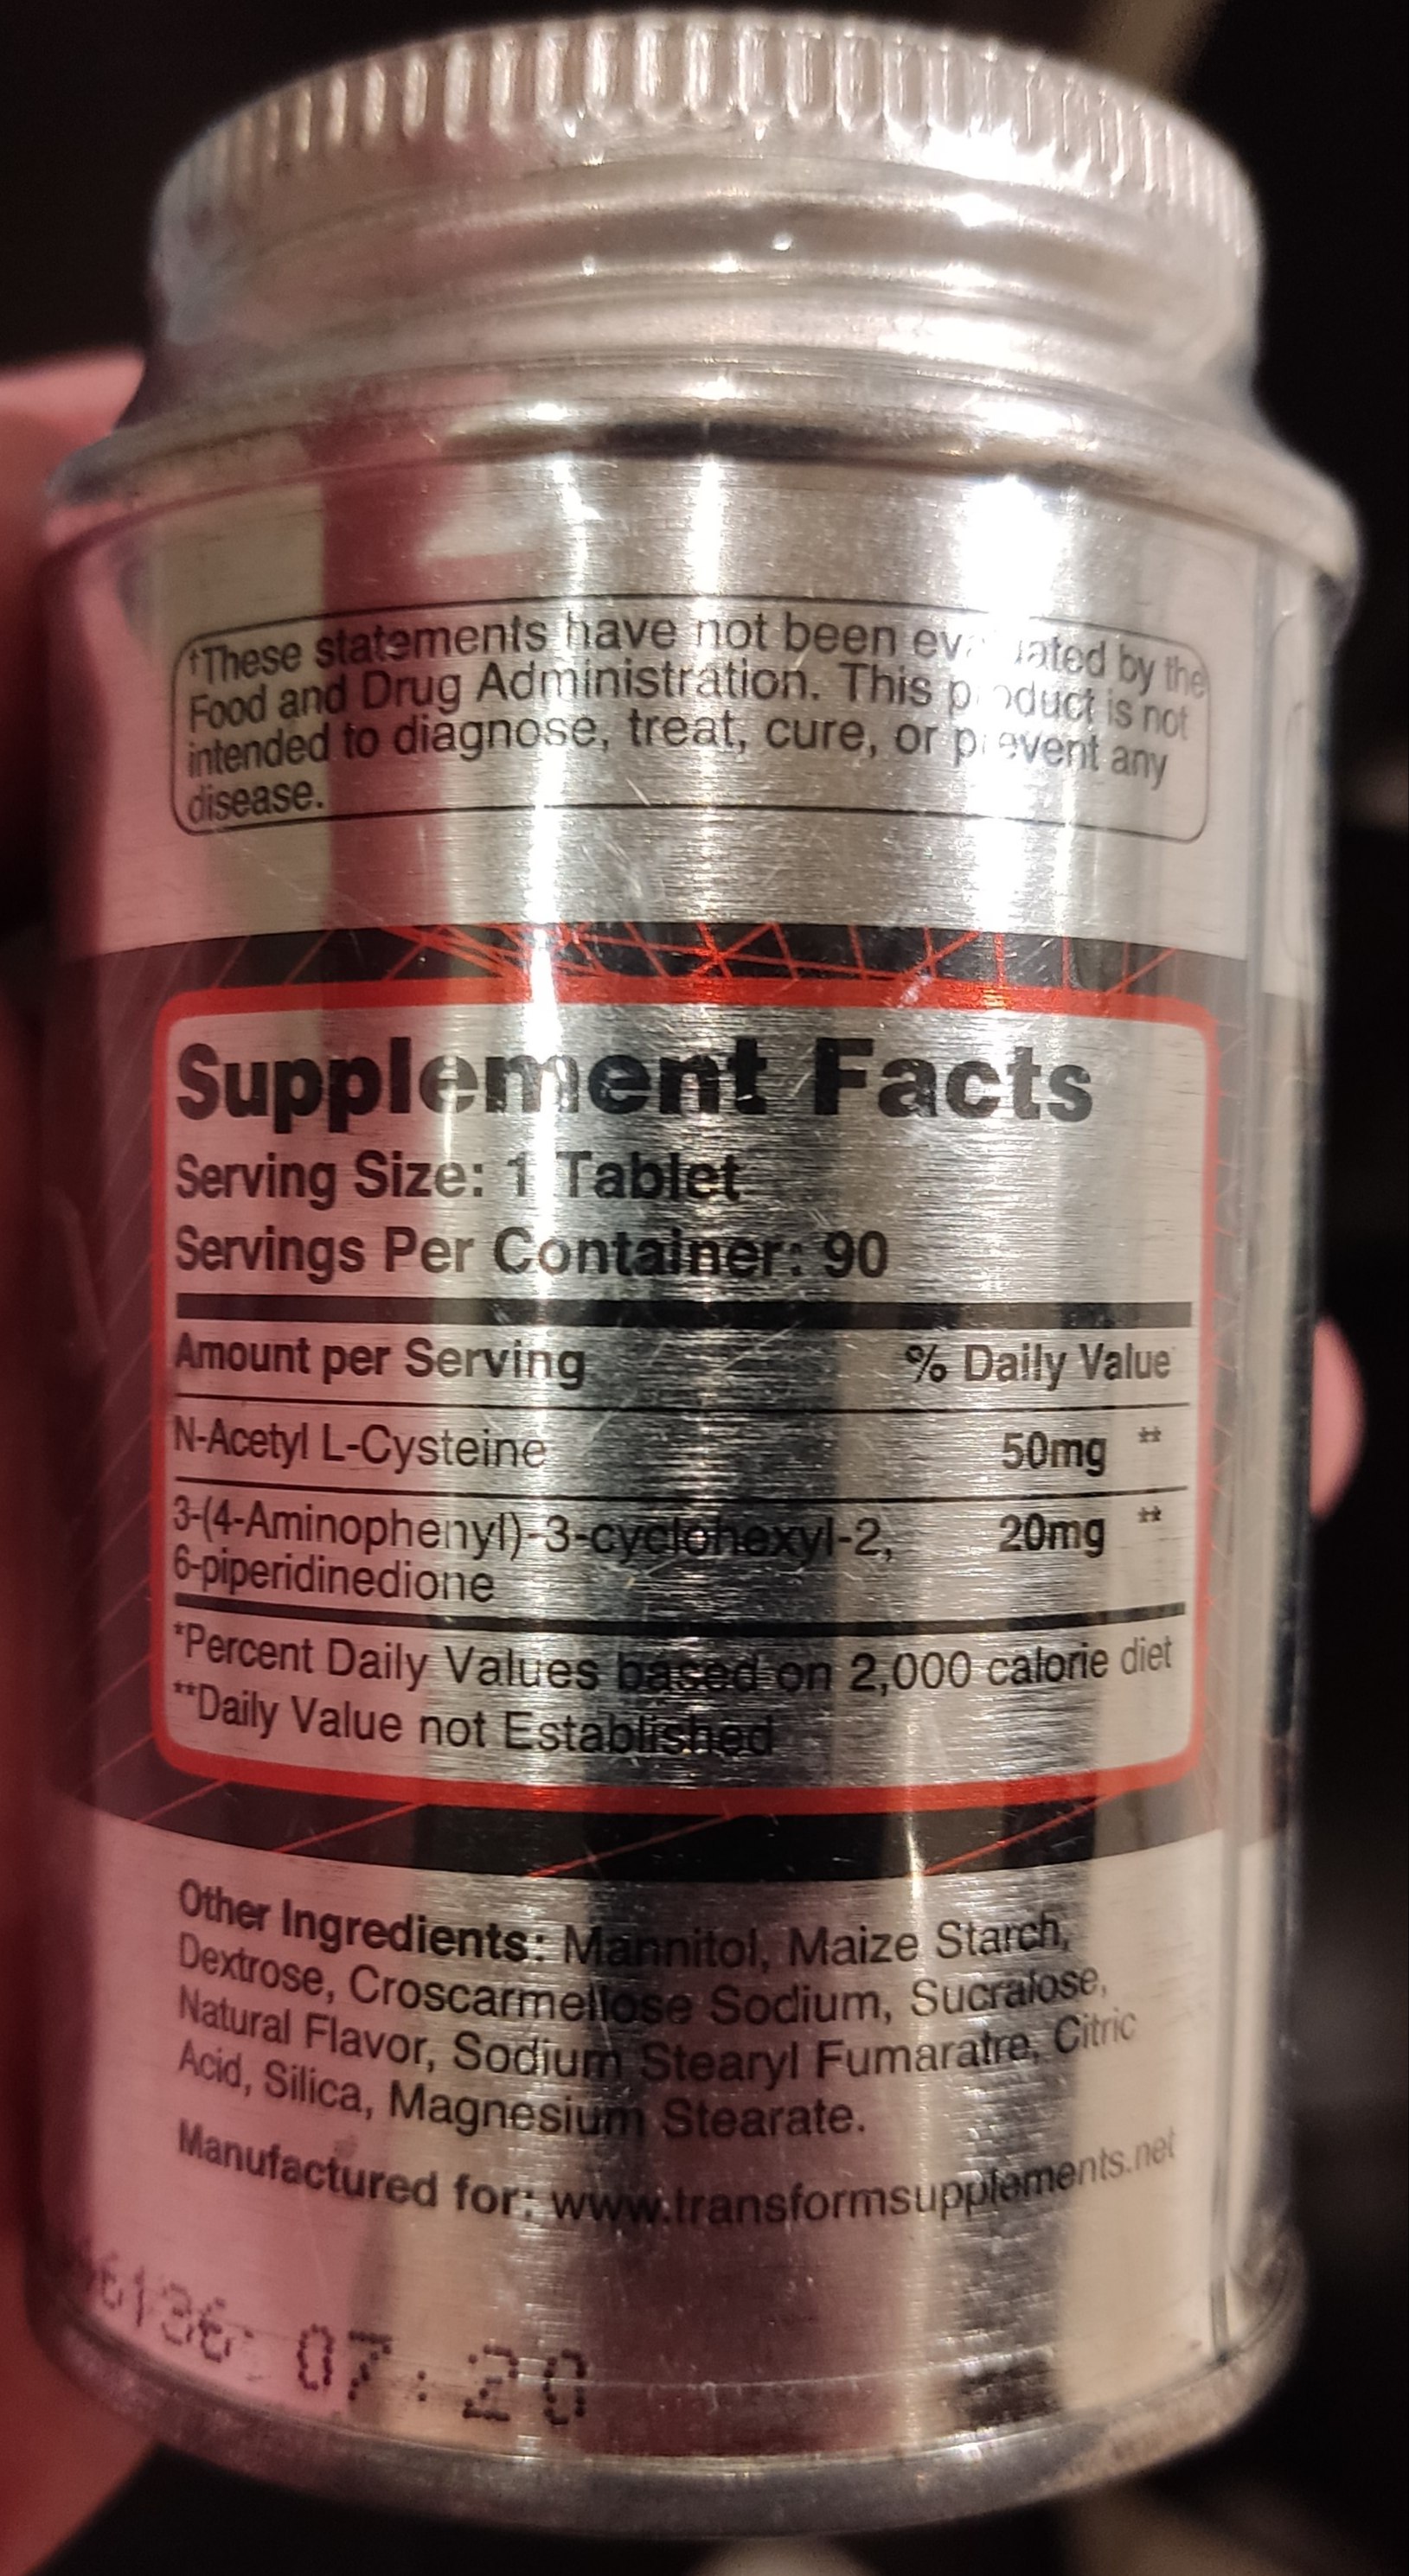 †These statements have not been evaluated by the
Food and Drug Administration. This product is not
intended to diagnose, treat, cure, or prevent any
disease.
Supplement Facts
Serving Size: 1 Tablet
Servings Per Container: 90
Amount per Serving % Daily Value
N-Acetyl L-Cysteine 50mg **
3-(4-Aminophenyl)-3-cyclohexyl-2, 20mg **
6-piperidinedione
*Percent Daily Values based on 2,000 calorie diet
**Daily Value not Established
Other Ingredients: Mannitol, Maize Starch,
Dextrose, Croscarmellose Sodium, Sucralose,
Natural Flavor, Sodium Stearyl Fumaratre, Citric
Acid, Silica, Magnesium Stearate.
Manufactured for: www.transformsupplements.net
07:20